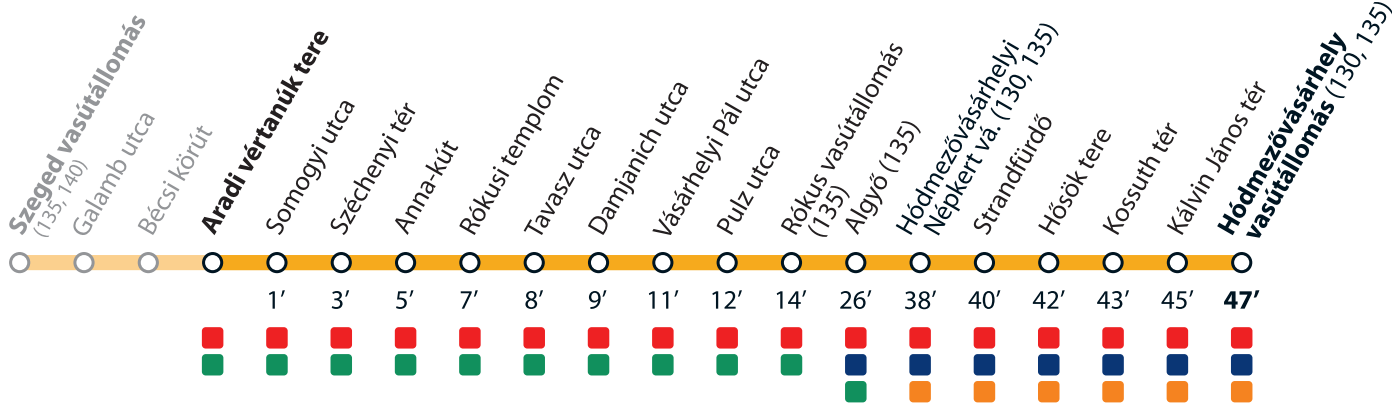 Szeged vasútállomás
(135, 140)
Galamb utca
Bécsi körút
Aradi vértanúk tere
Somogyi utca
Széchenyi tér
Anna-kút
Rókusi templom
Tavasz utca
Damjanich utca
Vásárhelyi Pál utca
Pulz utca
Rókus vasútállomás
(135)
Algyő (135)
Hódmezővásárhelyi
Népkert vá. (130, 135)
Strandfürdő
Hősök tere
Kossuth tér
Kálvin János tér
Hódmezővásárhely
vasútállomás (130, 135)
1’ 3’ 5’ 7’ 8’ 9’ 11’ 12’ 14’ 26’ 38’ 40’ 42’ 43’ 45’ 47’